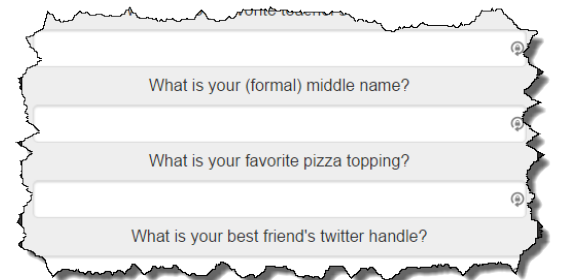 What is your (formal) middle name?
What is your favorite pizza topping?
What is your best friend's twitter handle?